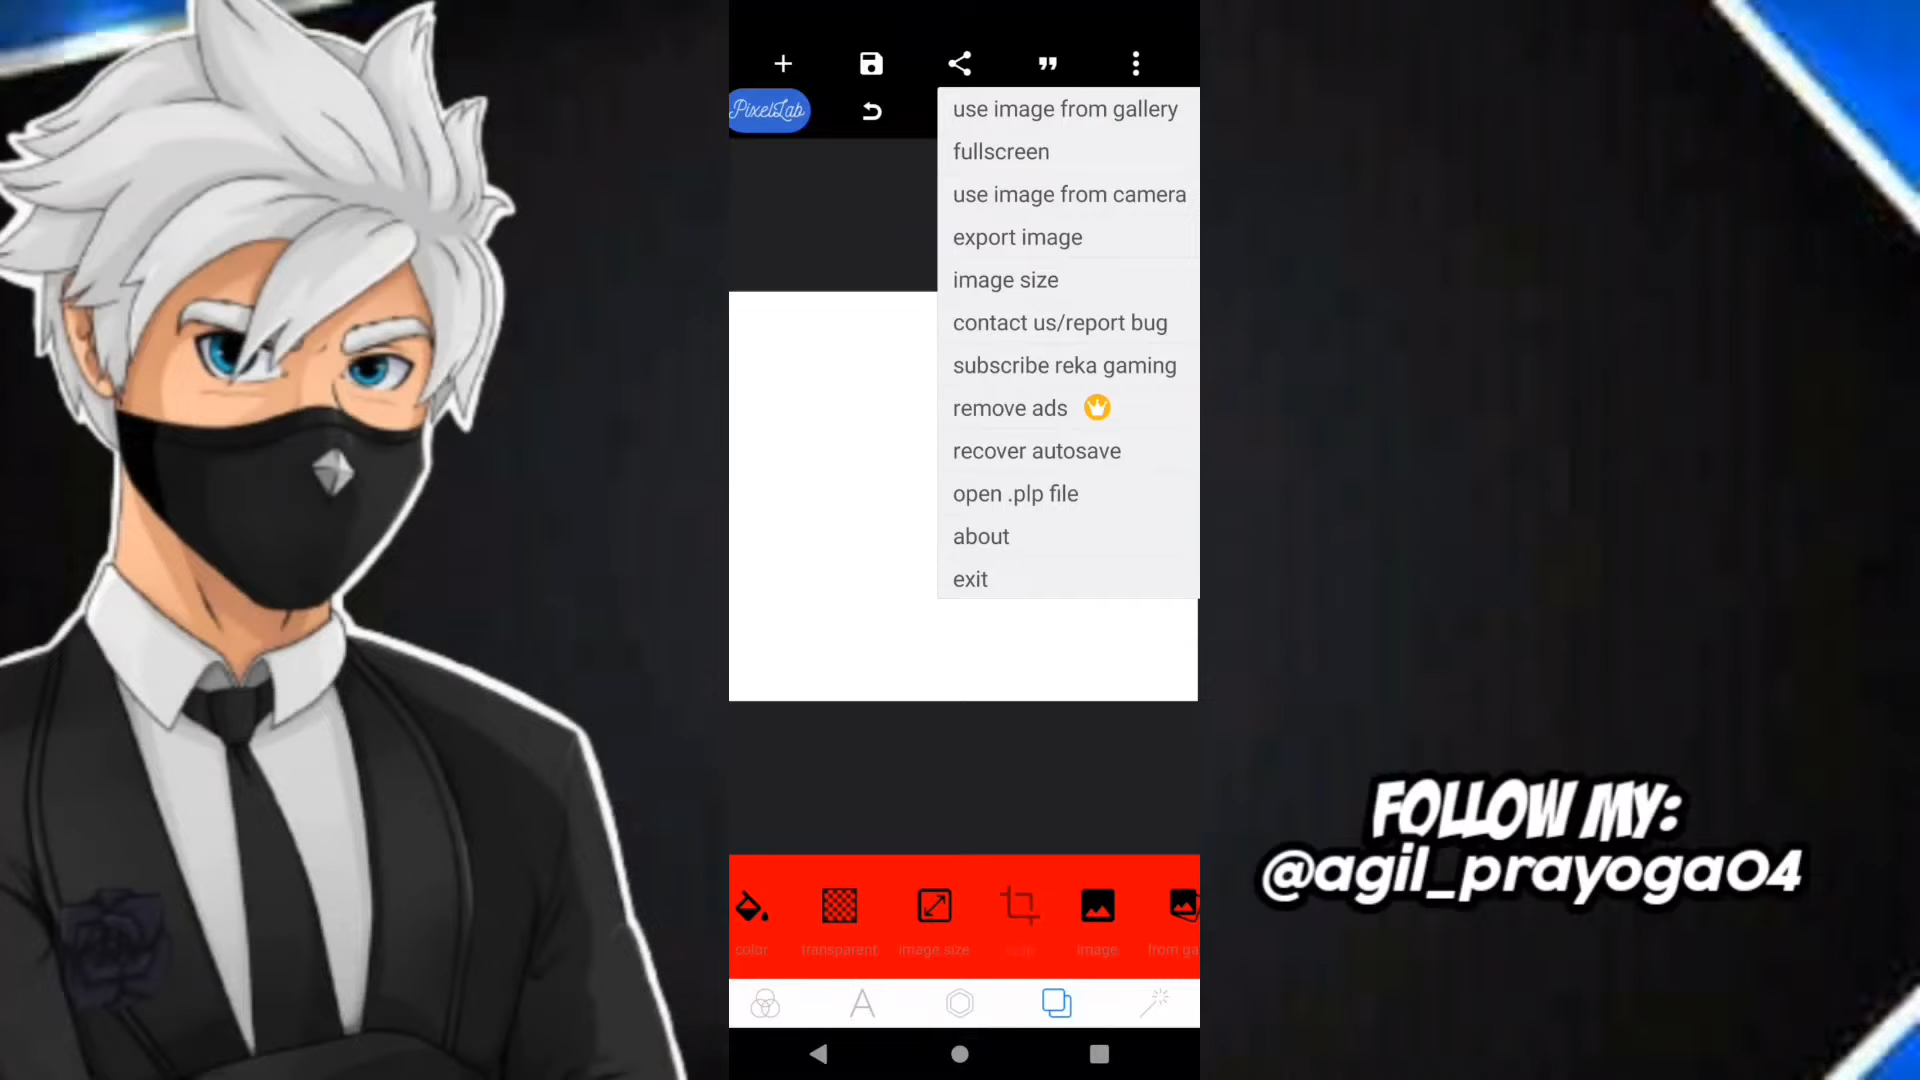 PixelLab
use image from gallery
fullscreen
use image from camera
export image
image size
contact us/report bug
subscribe reka gaming
remove ads
recover autosave
open .plp file
about
exit
color
transparent
image size
image
from ga
FOLLOW MY:
@agil_prayoga04